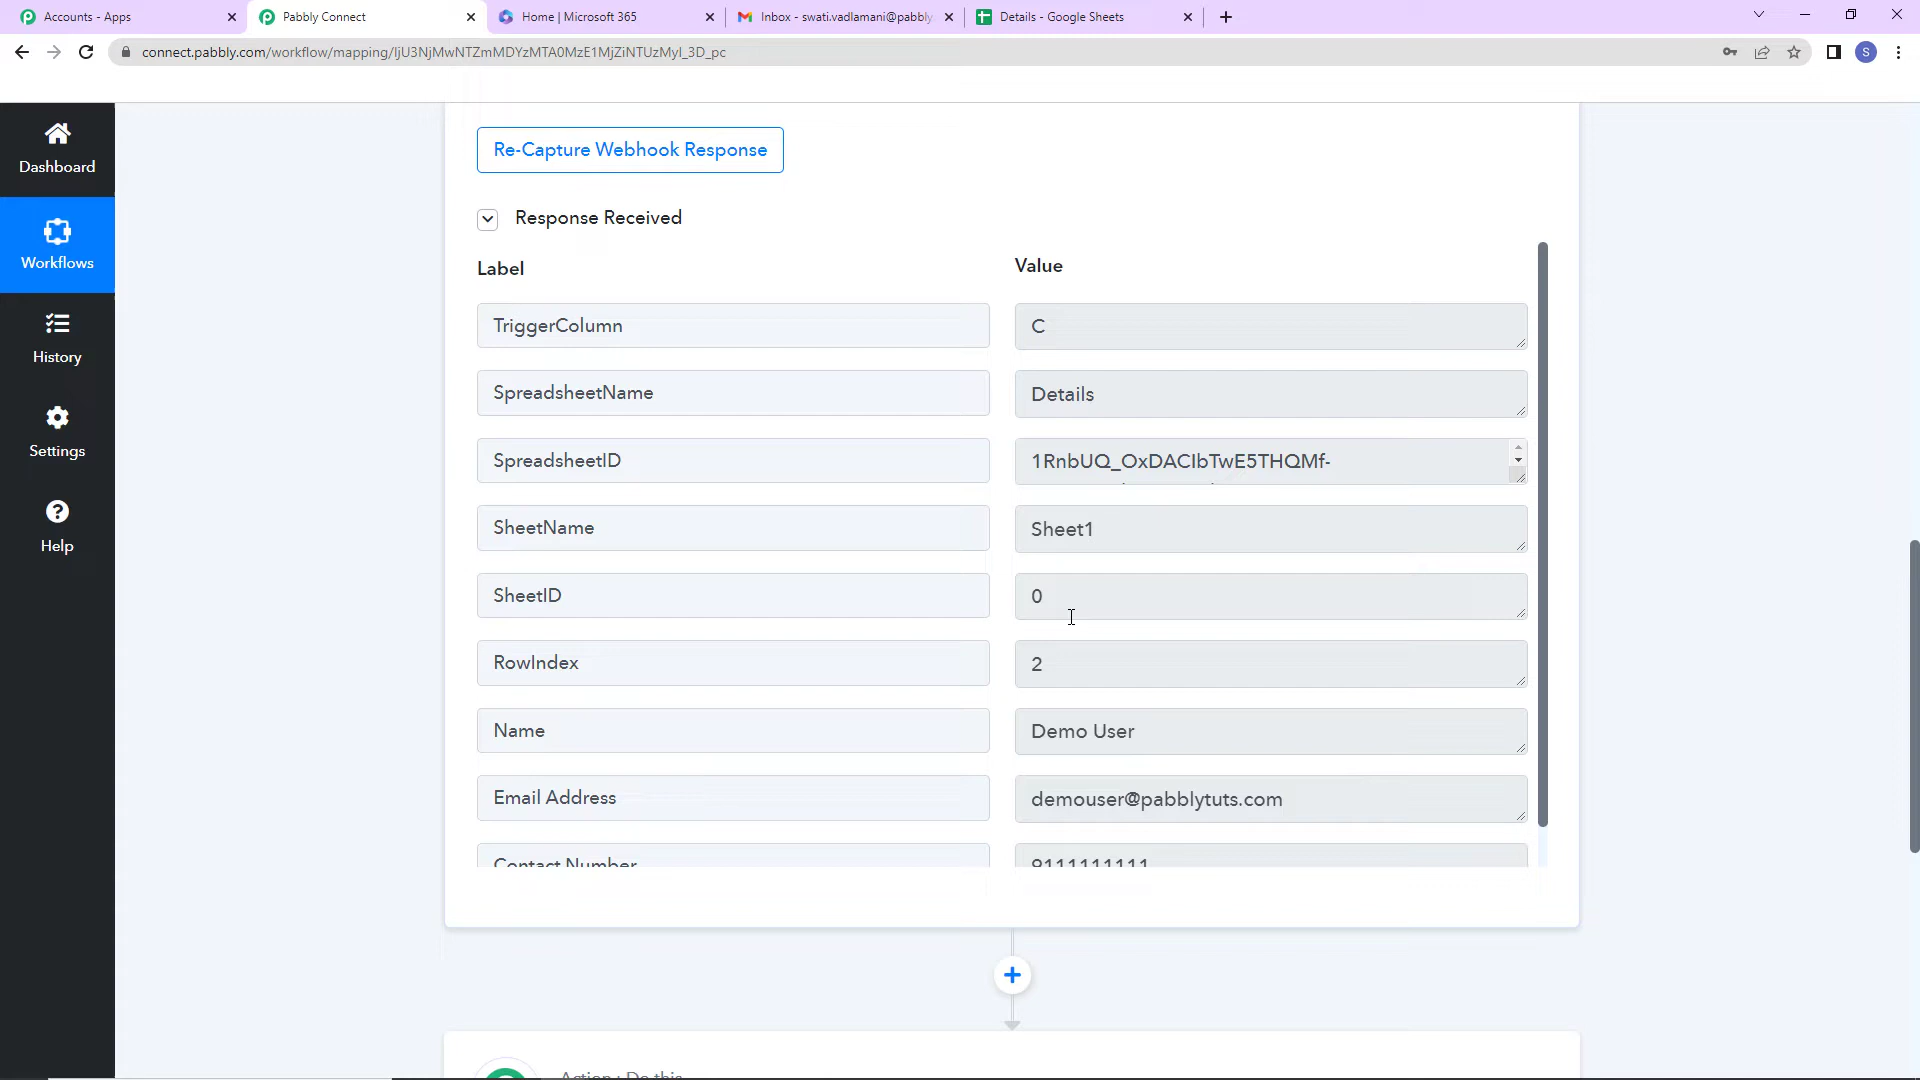 Accounts - Apps
Pabbly Connect
Home | Microsoft 365
Inbox - swati.vadlamani@pabbly.
Details - Google Sheets
connect.pabbly.com/workflow/mapping/IjU3NjMwNTZmMDYzMTA0MzE1MjZiNTUzMyI_3D_pc
S
Dashboard
Workflows
History
Settings
Help
Re-Capture Webhook Response
Response Received
Label
Value
TriggerColumn
C
SpreadsheetName
Details
SpreadsheetID
1RnbUQ_OxDACIbTwE5THQMf-
SheetName
Sheet1
SheetID
0
RowIndex
2
Name
Demo User
Email Address
demouser@pabblytuts.com
Contact Number
9111111111
Action : Do this